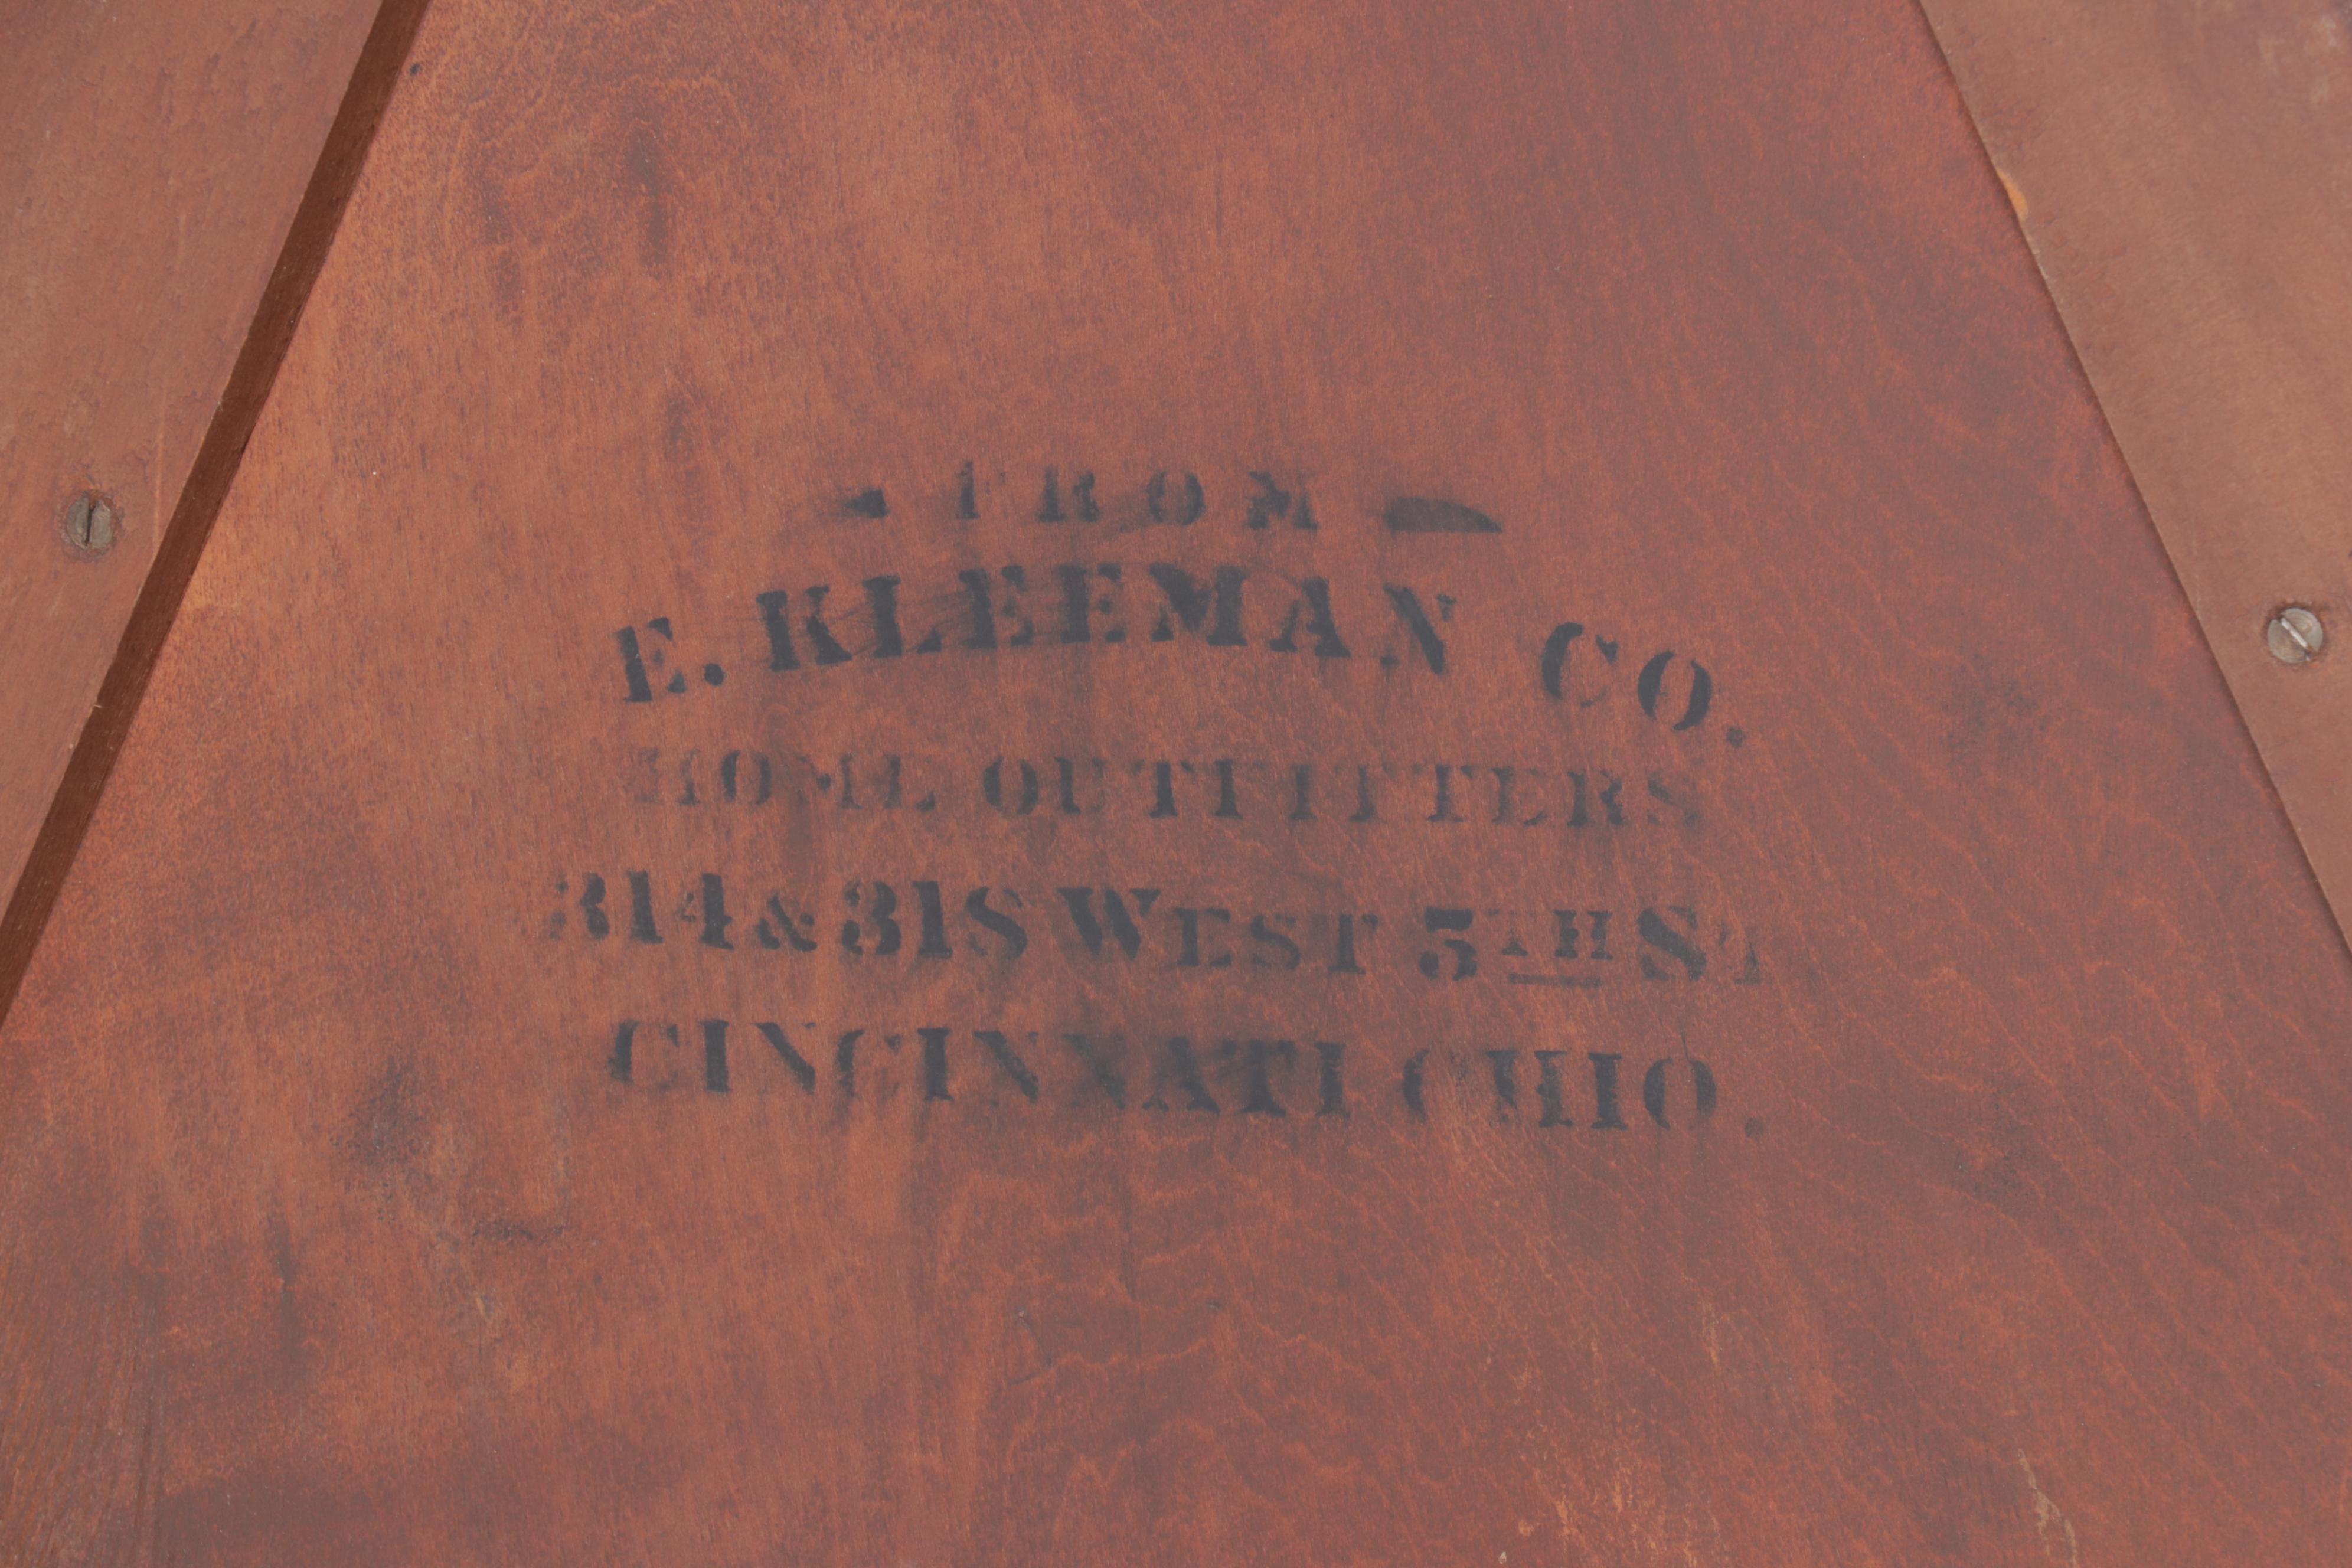 FROM
E. KLEEMAN CO.
HOME OUTFITTERS
314 & 318 WEST 5TH ST
CINCINNATI OHIO.